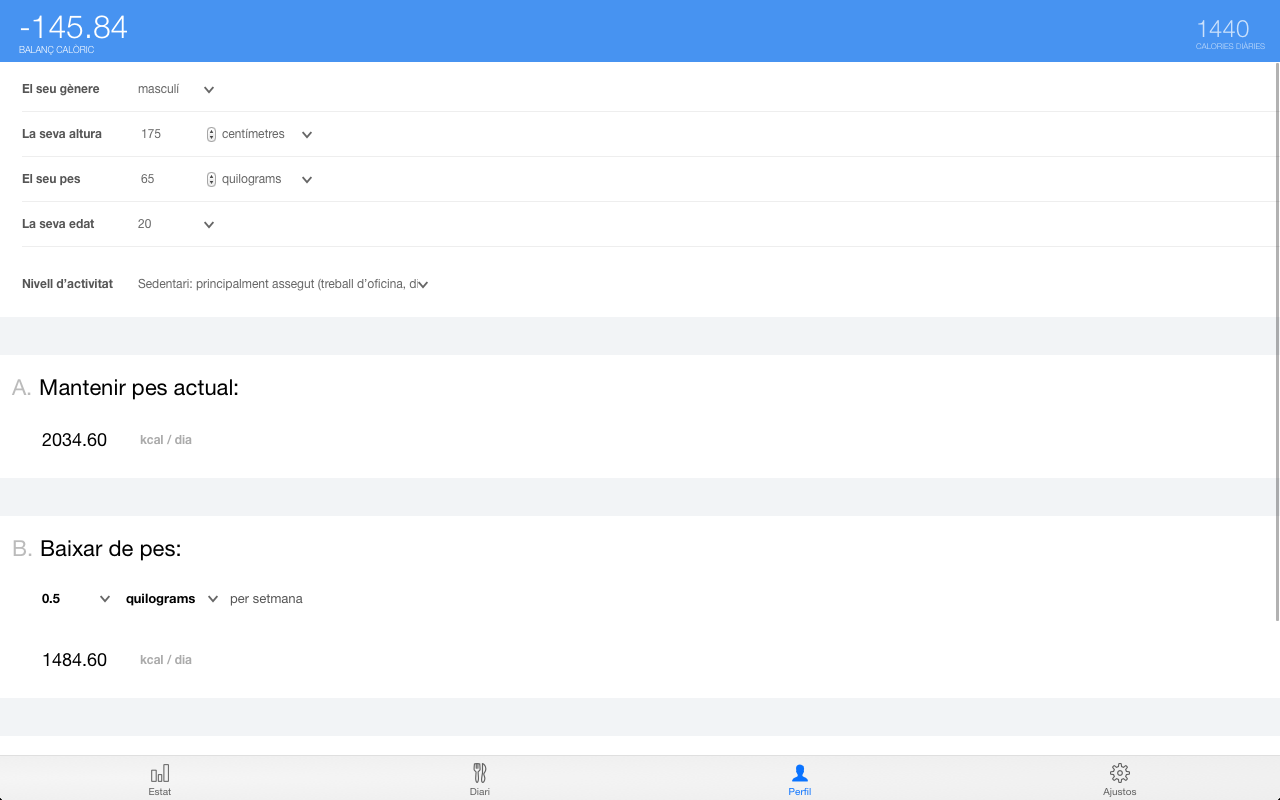 -145.84
BALANÇ CALÒRIC
1440
CALORIES DIÀRIES
El seu gènere masculí
La seva altura 175 centímetres
El seu pes 65 quilograms
La seva edat 20
Nivell d'activitat Sedentari: principalment assegut (treball d'oficina, di
A. Mantenir pes actual:
2034.60 kcal / dia
B. Baixar de pes:
0.5 quilograms per setmana
1484.60 kcal / dia
Estat Diari Perfil Ajustos